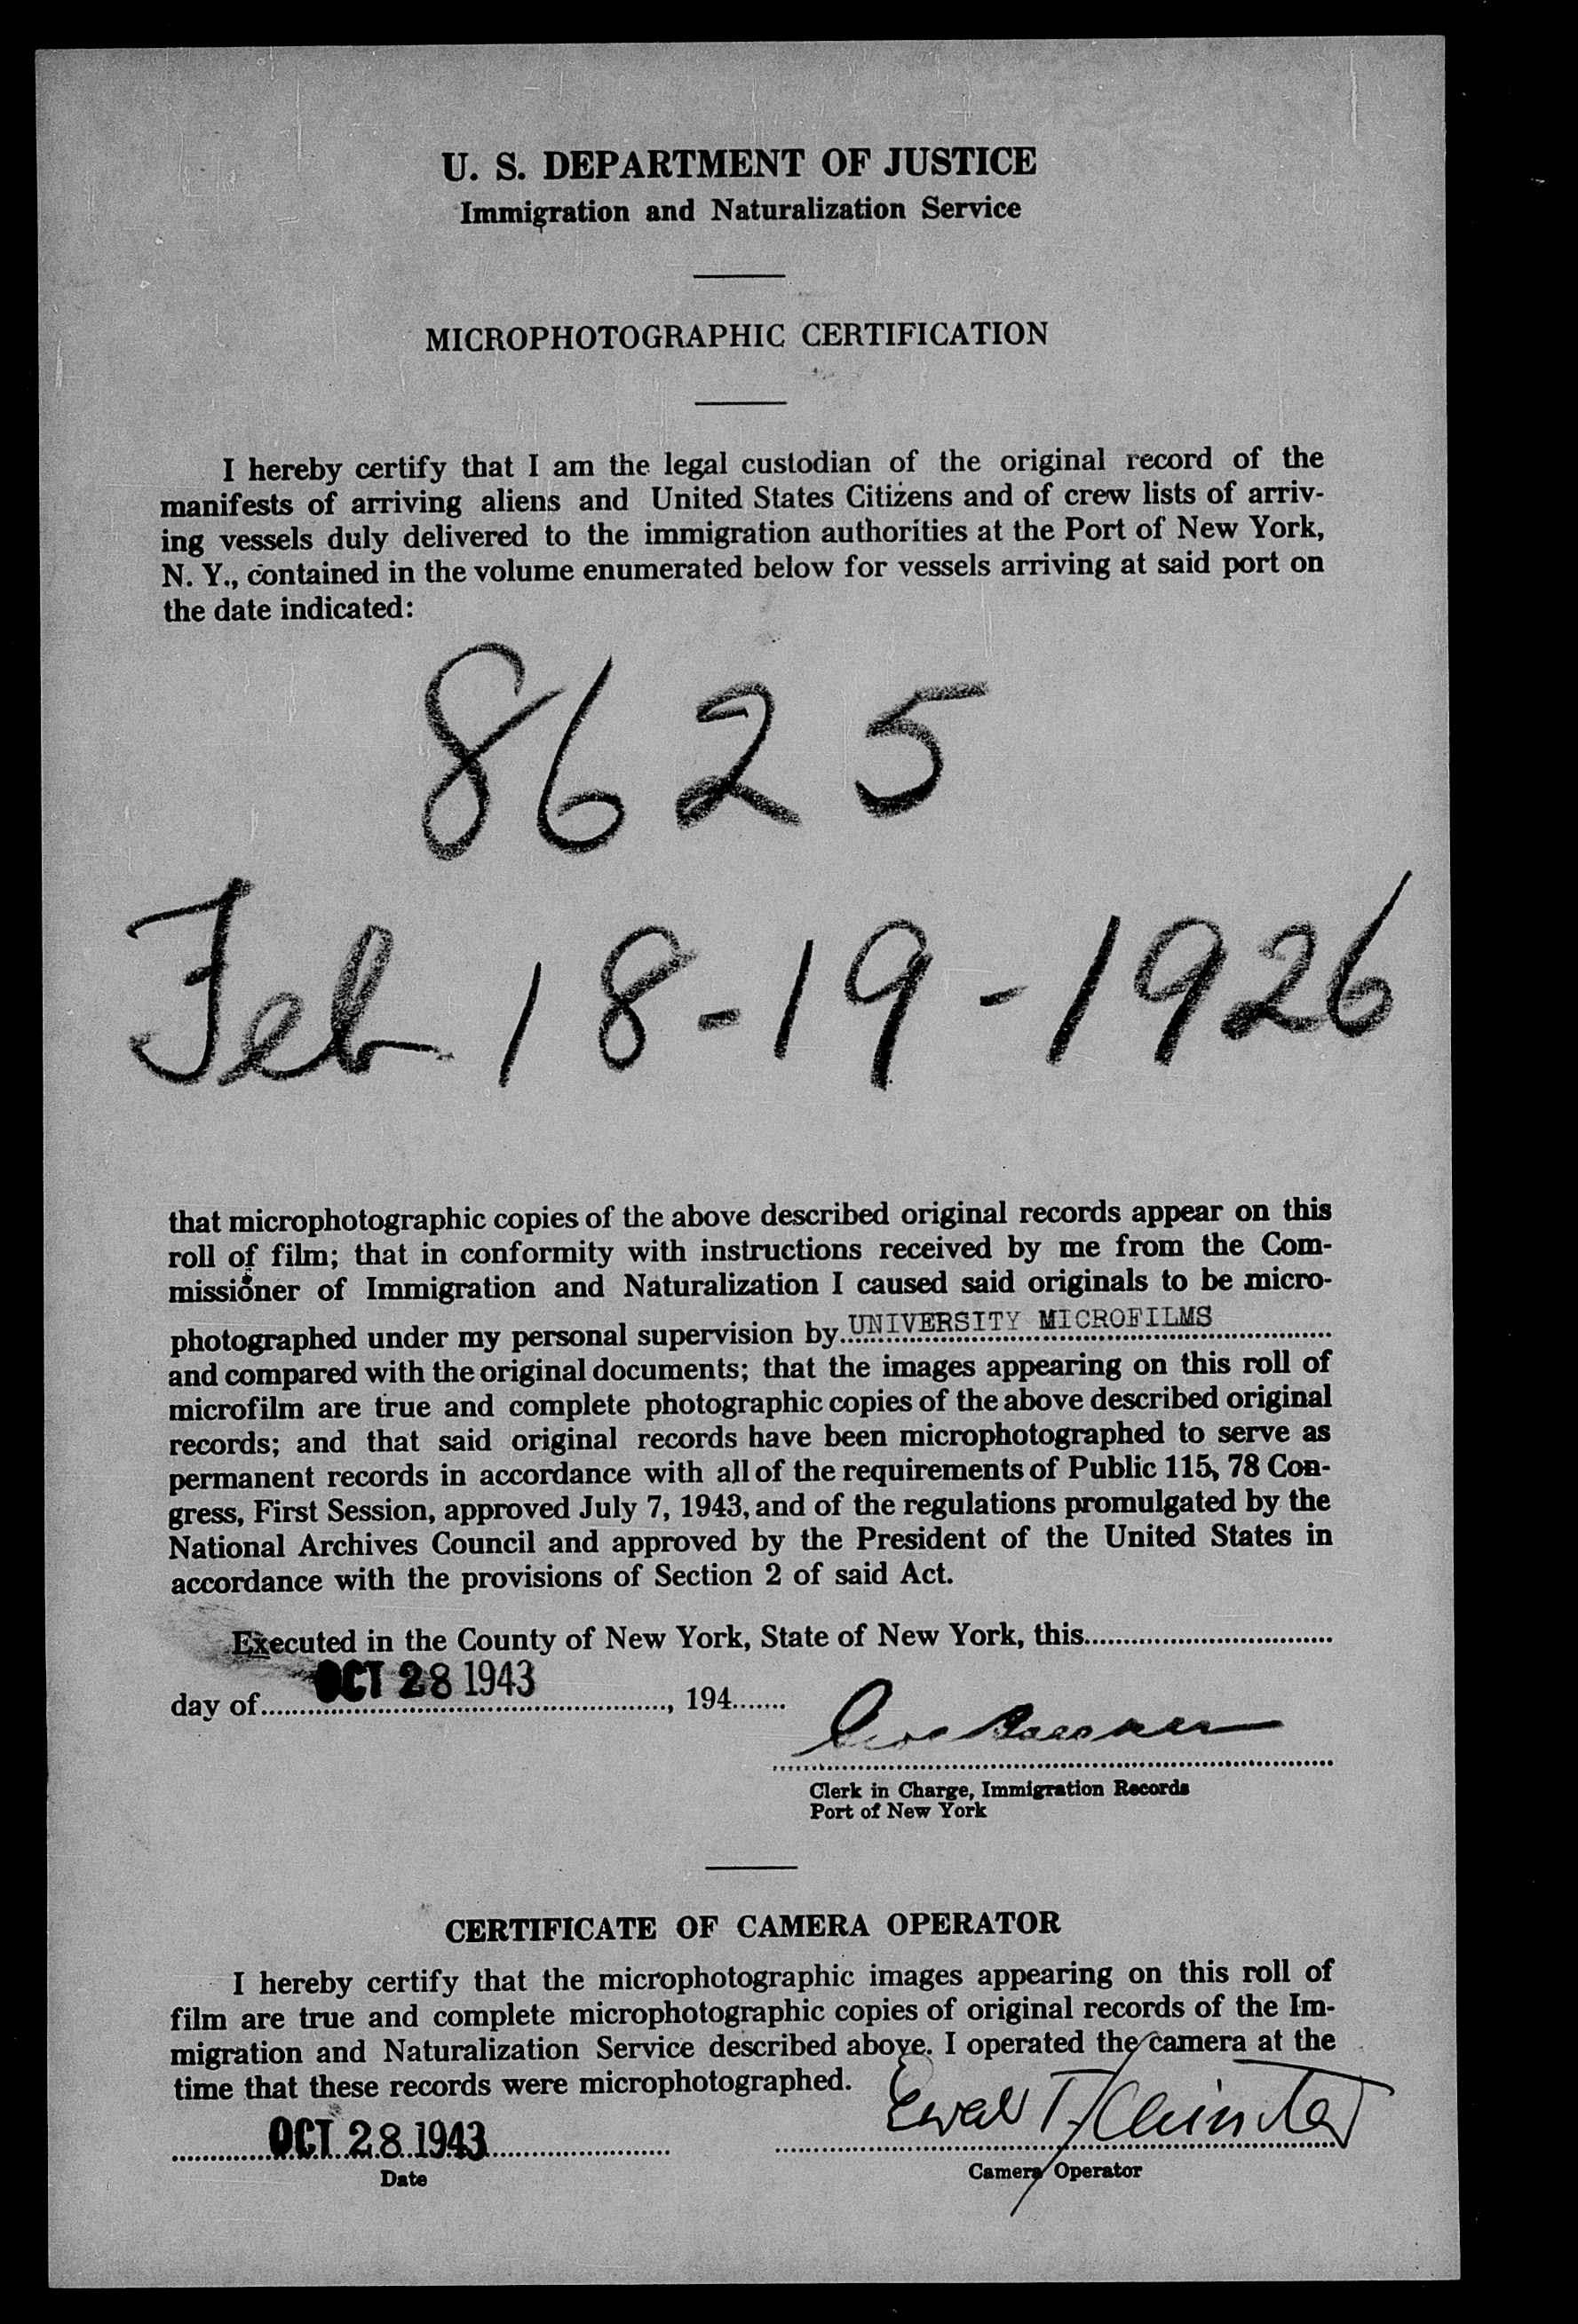 U. S. DEPARTMENT OF JUSTICE
Immigration and Naturalization Service
MICROPHOTOGRAPHIC CERTIFICATION
I hereby certify that I am the legal custodian of the original record of the
manifests of arriving aliens and United States Citizens and of crew lists of arriv-
ing vessels duly delivered to the immigration authorities at the Port of New York,
N. Y., contained in the volume enumerated below for vessels arriving at said port on
the date indicated:
8625
Feb 18-19-1926
that microphotographic copies of the above described original records appear on this
roll of film; that in conformity with instructions received by me from the Com-
missioner of Immigration and Naturalization I caused said originals to be micro-
photographed under my personal supervision by UNIVERSITY MICROFILMS
and compared with the original documents; that the images appearing on this roll of
microfilm are true and complete photographic copies of the above described original
records; and that said original records have been microphotographed to serve as
permanent records in accordance with all of the requirements of Public 115, 78 Con-
gress, First Session, approved July 7, 1943, and of the regulations promulgated by the
National Archives Council and approved by the President of the United States in
accordance with the provisions of Section 2 of said Act.
Executed in the County of New York, State of New York, this
day of OCT 28 1943, 194
Clerk in Charge, Immigration Records
Port of New York
CERTIFICATE OF CAMERA OPERATOR
I hereby certify that the microphotographic images appearing on this roll of
film are true and complete microphotographic copies of original records of the Im-
migration and Naturalization Service described above. I operated the camera at the
time that these records were microphotographed.
OCT 28 1943
Date
Camera Operator